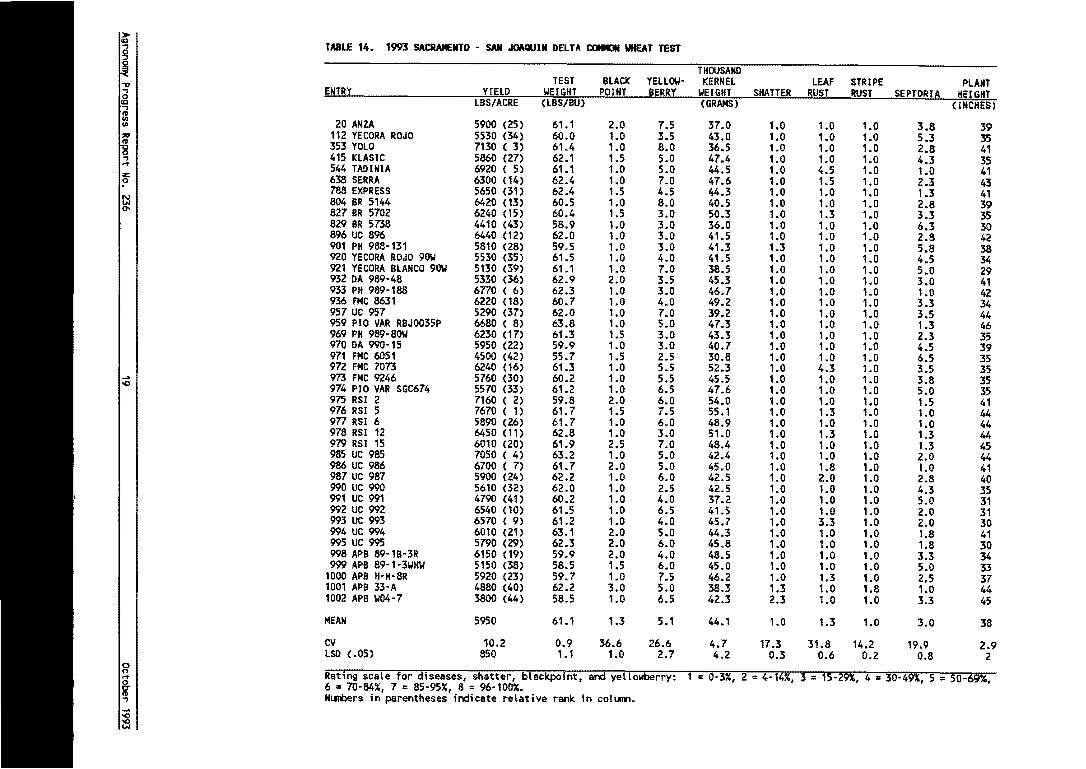 Agronomy Progress Report No. 236
19
October 1993
TABLE 14. 1993 SACRAMENTO - SAN JOAQUIN DELTA COMMON WHEAT TEST
THOUSAND
TEST BLACK YELLOW- KERNEL LEAF STRIPE PLANT
ENTRY YIELD WEIGHT POINT BERRY WEIGHT SHATTER RUST RUST SEPTORIA HEIGHT
LBS/ACRE (LBS/BU) (GRAMS) (INCHES)
20 ANZA 5900 (25) 61.1 2.0 7.5 37.0 1.0 1.0 1.0 3.8 39
112 YECORA ROJO 5530 (34) 60.0 1.0 3.5 43.0 1.0 1.0 1.0 5.3 35
353 YOLO 7130 ( 3) 61.4 1.0 8.0 36.5 1.0 1.0 1.0 2.8 41
415 KLASIC 5860 (27) 62.1 1.5 5.0 47.4 1.0 1.0 1.0 4.3 35
544 TADINIA 6920 ( 5) 61.1 1.0 5.0 44.5 1.0 4.5 1.0 1.0 41
638 SERRA 6300 (14) 62.4 1.0 7.0 47.6 1.0 1.5 1.0 2.3 43
788 EXPRESS 5650 (31) 62.4 1.5 4.5 44.3 1.0 1.0 1.0 1.3 41
804 BR 5144 6420 (13) 60.5 1.0 8.0 40.5 1.0 1.0 1.0 2.8 39
827 BR 5702 6240 (15) 60.4 1.5 3.0 50.3 1.0 1.3 1.0 3.3 35
829 BR 5738 4410 (43) 58.9 1.0 3.0 36.0 1.0 1.0 1.0 6.3 30
896 UC 896 6440 (12) 62.0 1.0 3.0 41.5 1.0 1.0 1.0 2.8 42
901 PH 988-131 5810 (28) 59.5 1.0 3.0 41.3 1.3 1.0 1.0 5.8 38
920 YECORA ROJO 90W 5530 (35) 61.5 1.0 4.0 41.5 1.0 1.0 1.0 4.5 34
921 YECORA BLANCO 90W 5130 (39) 61.1 1.0 7.0 38.5 1.0 1.0 1.0 5.0 29
932 DA 989-48 5330 (36) 62.9 2.0 3.5 45.3 1.0 1.0 1.0 3.0 41
933 PH 989-188 6770 ( 6) 62.3 1.0 3.0 46.7 1.0 1.0 1.0 1.0 42
936 FMC 8631 6220 (18) 60.7 1.0 4.0 49.2 1.0 1.0 1.0 3.3 34
957 UC 957 5290 (37) 62.0 1.0 7.0 39.2 1.0 1.0 1.0 3.5 44
959 PIO VAR RBJ0035P 6680 ( 8) 63.8 1.0 5.0 47.3 1.0 1.0 1.0 1.3 46
969 PH 989-80W 6230 (17) 61.3 1.5 3.0 43.3 1.0 1.0 1.0 2.3 35
970 DA 990-15 5950 (22) 59.9 1.0 3.0 40.7 1.0 1.0 1.0 4.5 39
971 FMC 6051 4500 (42) 55.7 1.5 2.5 30.8 1.0 1.0 1.0 6.5 35
972 FMC 7073 6240 (16) 61.3 1.0 5.5 52.3 1.0 4.3 1.0 3.5 35
973 FMC 9246 5760 (30) 60.2 1.0 5.5 45.5 1.0 1.0 1.0 3.8 35
974 PIO VAR SGC674 5570 (33) 61.2 1.0 6.5 47.6 1.0 1.0 1.0 5.0 35
975 RSI 2 7160 ( 2) 59.8 2.0 6.0 54.0 1.0 1.0 1.0 1.5 41
976 RSI 5 7670 ( 1) 61.7 1.5 7.5 55.1 1.0 1.3 1.0 1.0 44
977 RSI 6 5890 (26) 61.7 1.0 6.0 48.9 1.0 1.0 1.0 1.0 44
978 RSI 12 6450 (11) 62.8 1.0 3.0 51.0 1.0 1.3 1.0 1.3 44
979 RSI 15 6010 (20) 61.9 2.5 7.0 48.4 1.0 1.0 1.0 1.3 45
985 UC 985 7050 ( 4) 63.2 1.0 5.0 42.4 1.0 1.0 1.0 2.0 44
986 UC 986 6700 ( 7) 61.7 2.0 5.0 45.0 1.0 1.8 1.0 1.0 41
987 UC 987 5900 (24) 62.2 1.0 6.0 42.5 1.0 2.0 1.0 2.8 40
990 UC 990 5610 (32) 62.0 1.0 2.5 42.5 1.0 1.0 1.0 4.3 35
991 UC 991 4790 (41) 60.2 1.0 4.0 37.2 1.0 1.0 1.0 5.0 31
992 UC 992 6540 (10) 61.5 1.0 6.5 41.5 1.0 1.0 1.0 2.0 31
993 UC 993 6570 ( 9) 61.2 1.0 4.0 45.7 1.0 3.3 1.0 2.0 30
994 UC 994 6010 (21) 63.1 2.0 5.0 44.3 1.0 1.0 1.0 1.8 41
995 UC 995 5790 (29) 62.3 2.0 6.0 45.8 1.0 1.0 1.0 1.8 30
998 APB 89-1B-3R 6150 (19) 59.9 2.0 4.0 48.5 1.0 1.0 1.0 3.3 34
999 APB 89-1-3WHW 5150 (38) 58.5 1.5 6.0 45.0 1.0 1.0 1.0 5.0 33
1000 APB H-H-8R 5920 (23) 59.7 1.0 7.5 46.2 1.0 1.3 1.0 2.5 37
1001 APB 33-A 4880 (40) 62.2 3.0 5.0 38.3 1.3 1.0 1.8 1.0 44
1002 APB W04-7 3800 (44) 58.5 1.0 6.5 42.3 2.3 1.0 1.0 3.3 45
MEAN 5950 61.1 1.3 5.1 44.1 1.0 1.3 1.0 3.0 38
CV 10.2 0.9 36.6 26.6 4.7 17.3 31.8 14.2 19.9 2.9
LSD (.05) 850 1.1 1.0 2.7 4.2 0.3 0.6 0.2 0.8 2
Rating scale for diseases, shatter, blackpoint, and yellowberry: 1 = 0-3%, 2 = 4-14%, 3 = 15-29%, 4 = 30-49%, 5 = 50-69%,
6 = 70-84%, 7 = 85-95%, 8 = 96-100%.
Numbers in parentheses indicate relative rank in column.